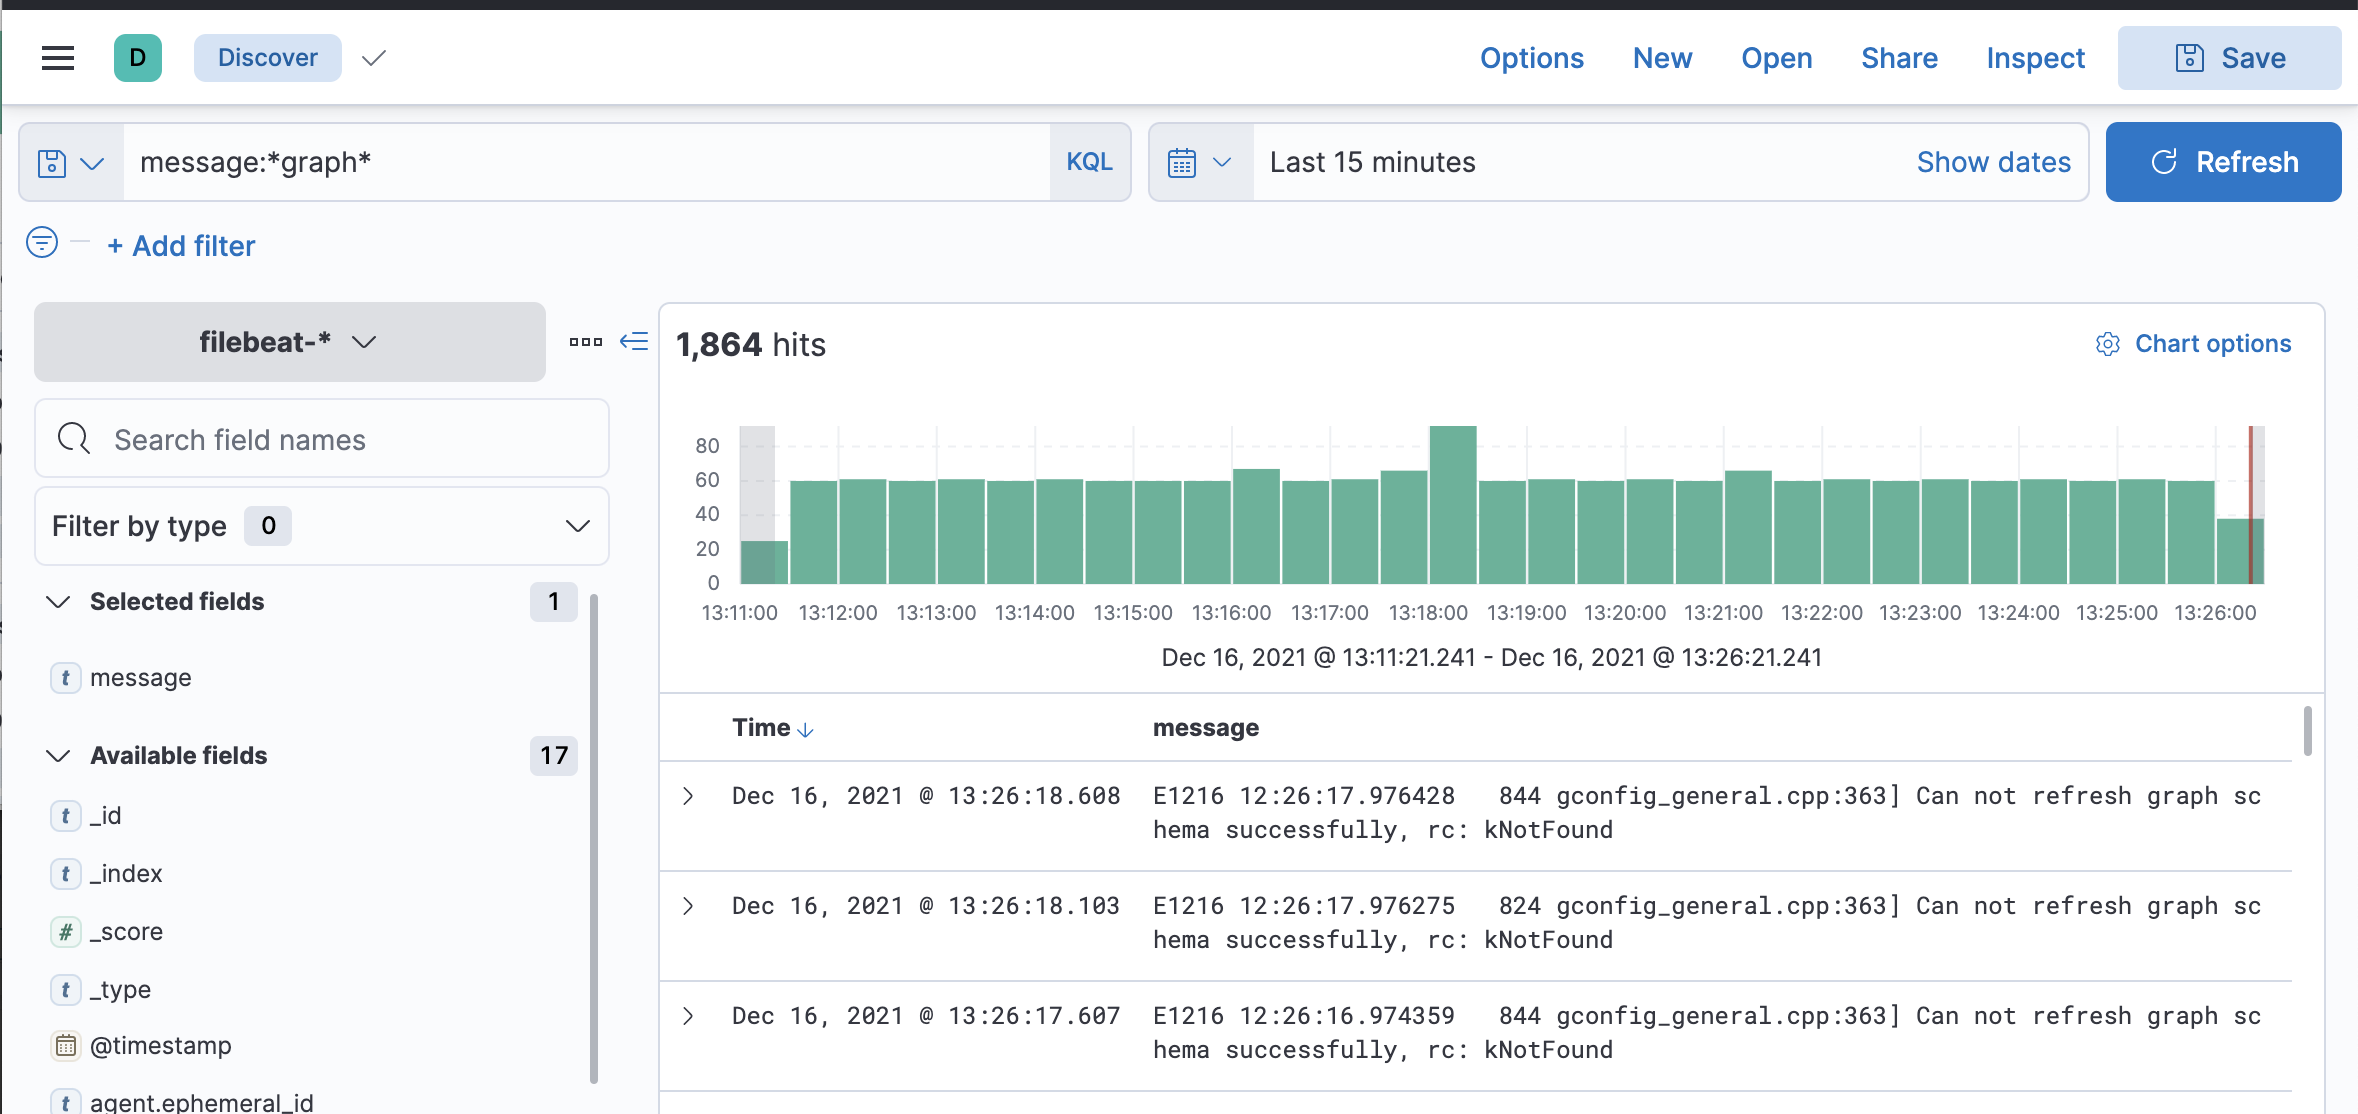 D Discover Options New Open Share Inspect Save
message:*graph* KQL Last 15 minutes Show dates Refresh
+ Add filter
filebeat-*
Search field names
Filter by type 0
Selected fields 1
t message
Available fields 17
t _id
t _index
# _score
t _type
@timestamp
t agent.ephemeral_id
1,864 hits Chart options
80
60
40
20
0
13:11:00 13:12:00 13:13:00 13:14:00 13:15:00 13:16:00 13:17:00 13:18:00 13:19:00 13:20:00 13:21:00 13:22:00 13:23:00 13:24:00 13:25:00 13:26:00
Dec 16, 2021 @ 13:11:21.241 - Dec 16, 2021 @ 13:26:21.241
Time message
Dec 16, 2021 @ 13:26:18.608 E1216 12:26:17.976428 844 gconfig_general.cpp:363] Can not refresh graph sc
hema successfully, rc: kNotFound
Dec 16, 2021 @ 13:26:18.103 E1216 12:26:17.976275 824 gconfig_general.cpp:363] Can not refresh graph sc
hema successfully, rc: kNotFound
Dec 16, 2021 @ 13:26:17.607 E1216 12:26:16.974359 844 gconfig_general.cpp:363] Can not refresh graph sc
hema successfully, rc: kNotFound